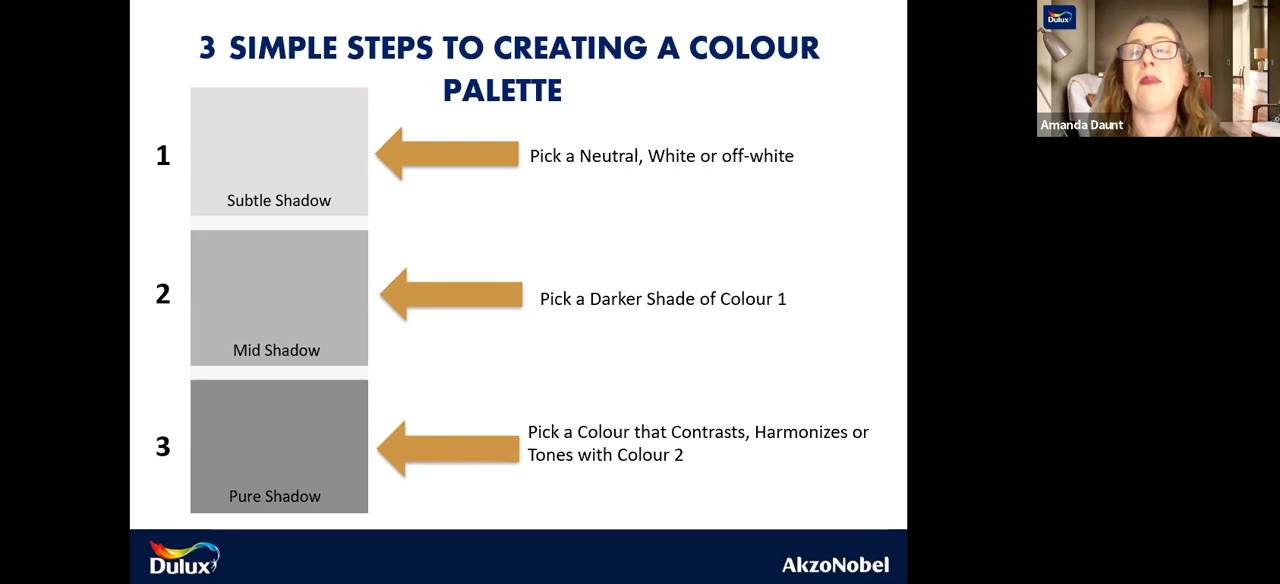 3 SIMPLE STEPS TO CREATING A COLOUR
PALETTE
1
Subtle Shadow
Pick a Neutral, White or off-white
2
Mid Shadow
Pick a Darker Shade of Colour 1
3
Pure Shadow
Pick a Colour that Contrasts, Harmonizes or
Tones with Colour 2
Dulux
AkzoNobel
Dulux
Amanda Daunt